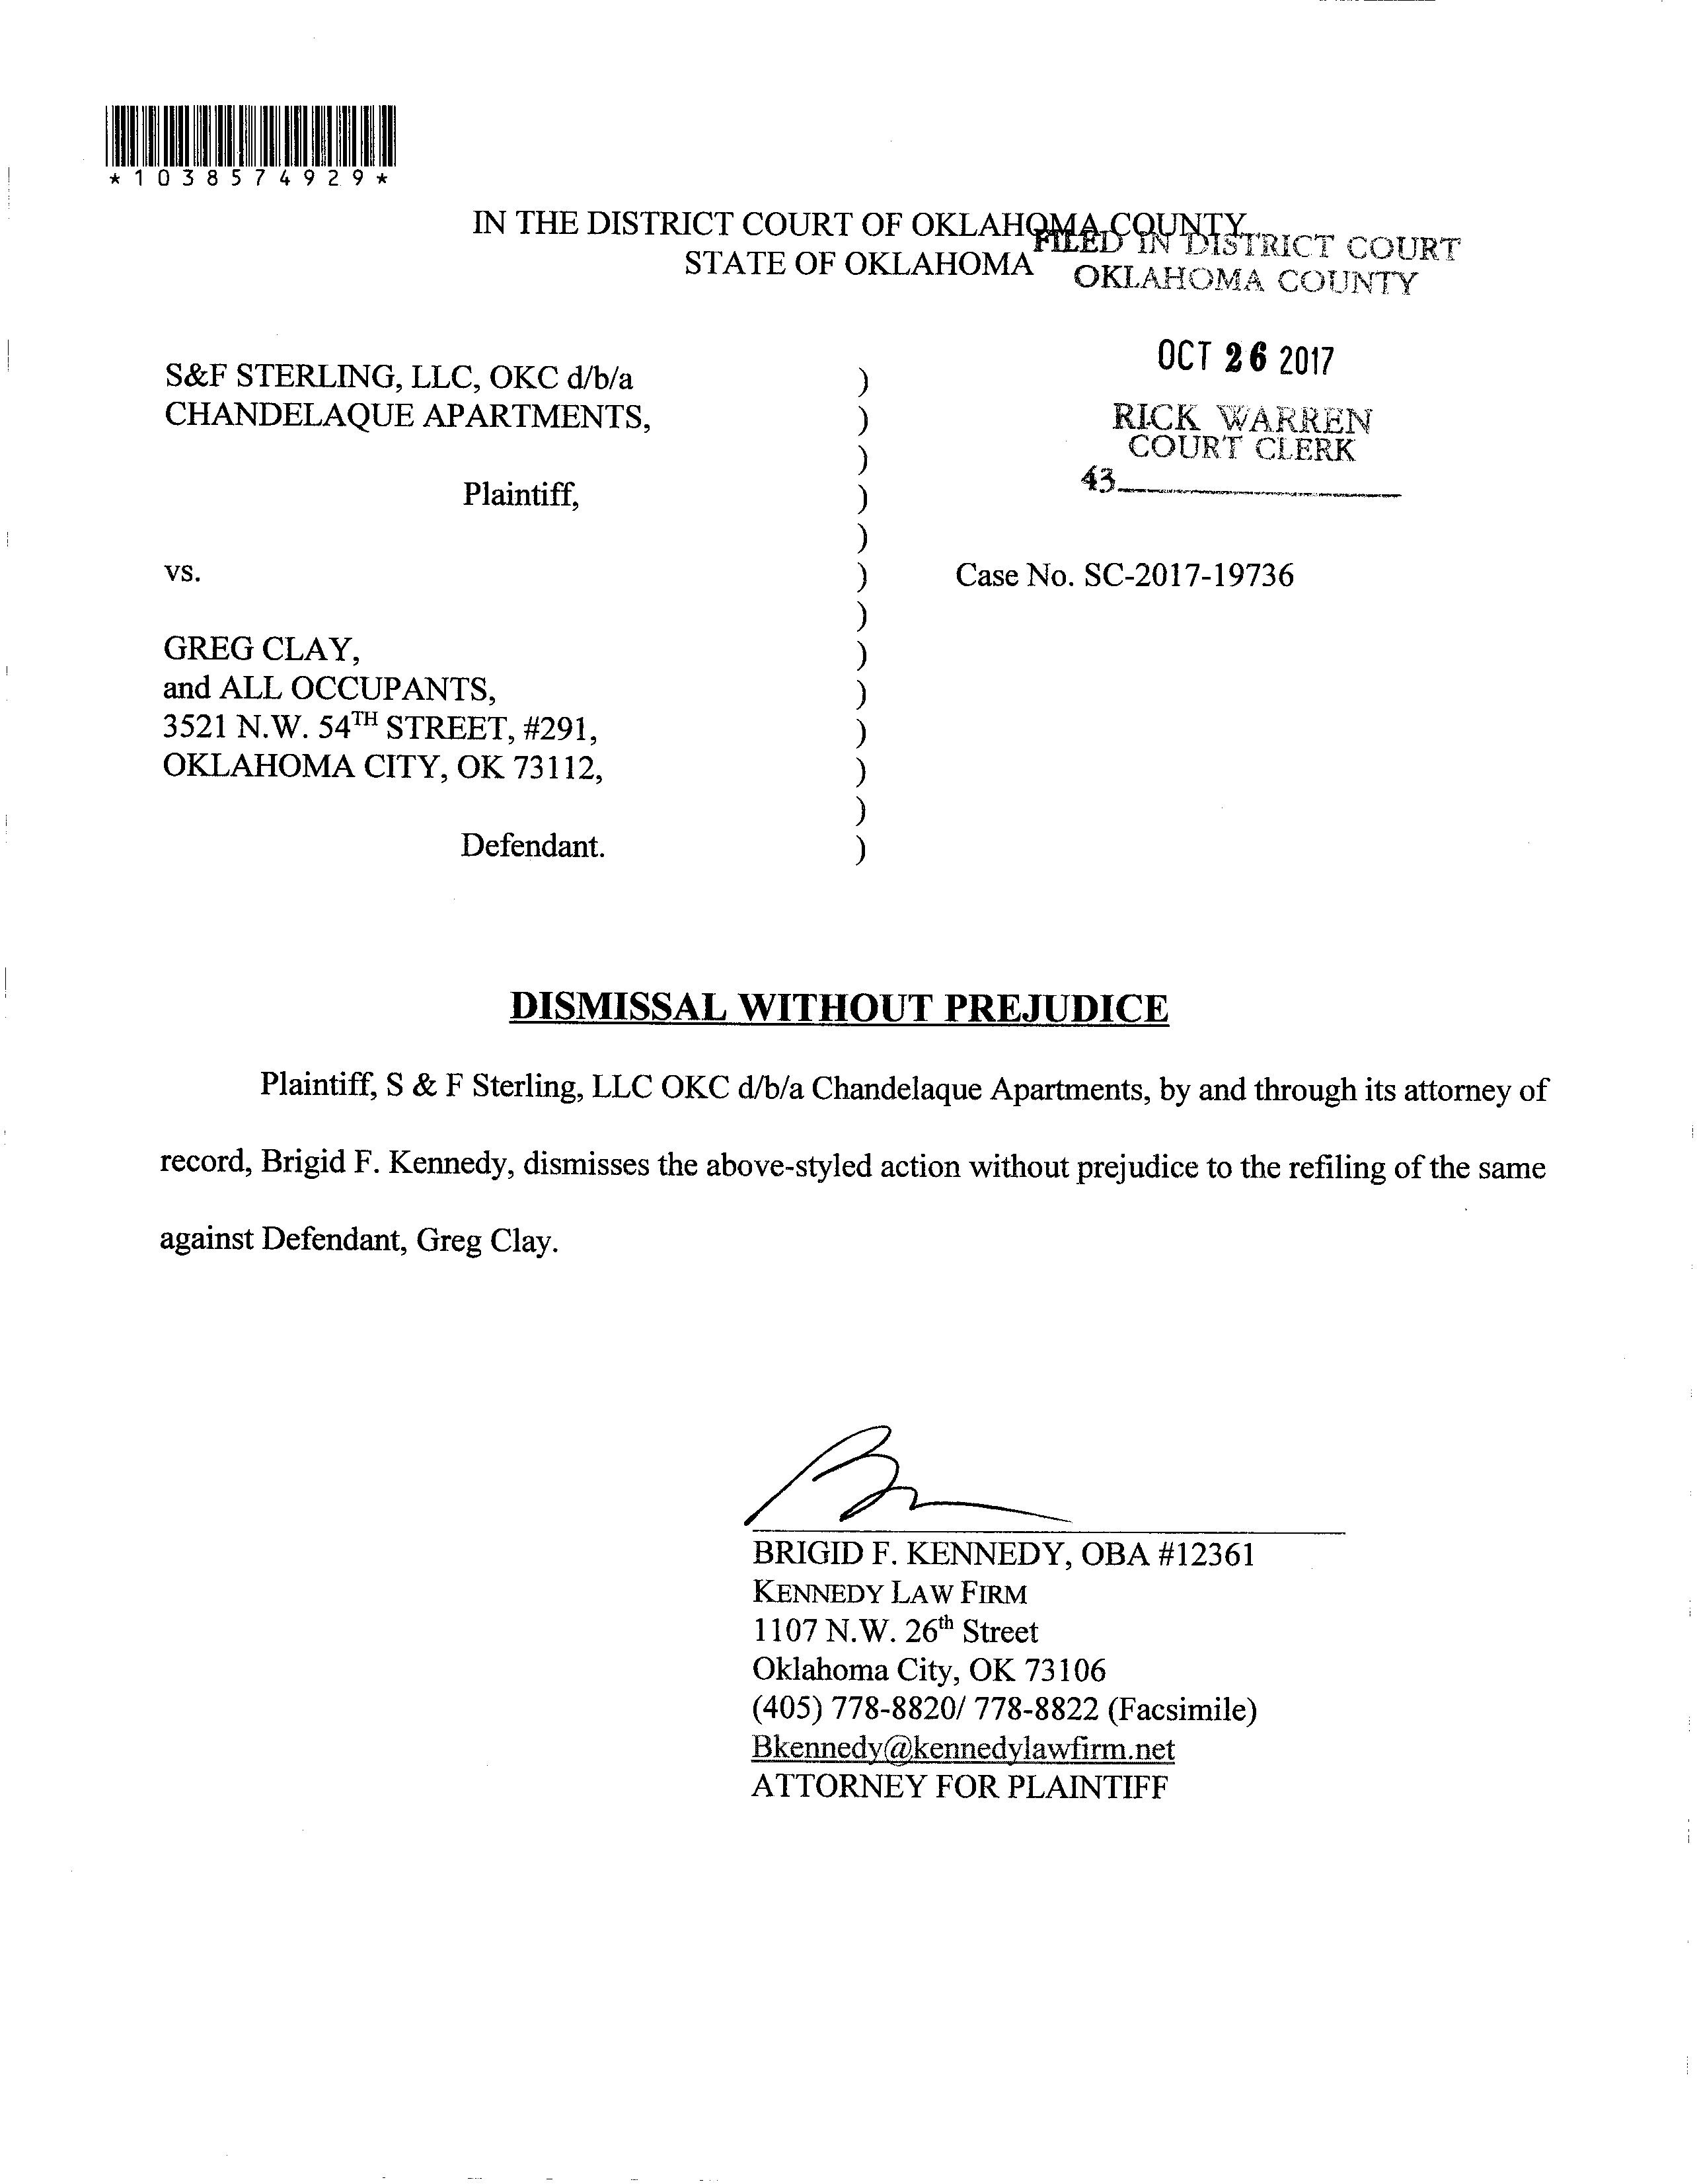 *1038574929*
IN THE DISTRICT COURT OF OKLAHOMA COUNTY
STATE OF OKLAHOMA
FILED IN DISTRICT COURT
OKLAHOMA COUNTY
OCT 26 2017
RICK WARREN
COURT CLERK
43
S&F STERLING, LLC, OKC d/b/a )
CHANDELAQUE APARTMENTS, )
)
Plaintiff, )
)
vs. ) Case No. SC-2017-19736
)
GREG CLAY, )
and ALL OCCUPANTS, )
3521 N.W. 54TH STREET, #291, )
OKLAHOMA CITY, OK 73112, )
)
Defendant. )
DISMISSAL WITHOUT PREJUDICE
Plaintiff, S & F Sterling, LLC OKC d/b/a Chandelaque Apartments, by and through its attorney of
record, Brigid F. Kennedy, dismisses the above-styled action without prejudice to the refiling of the same
against Defendant, Greg Clay.
BRIGID F. KENNEDY, OBA #12361
KENNEDY LAW FIRM
1107 N.W. 26th Street
Oklahoma City, OK 73106
(405) 778-8820/ 778-8822 (Facsimile)
Bkennedy@kennedylawfirm.net
ATTORNEY FOR PLAINTIFF